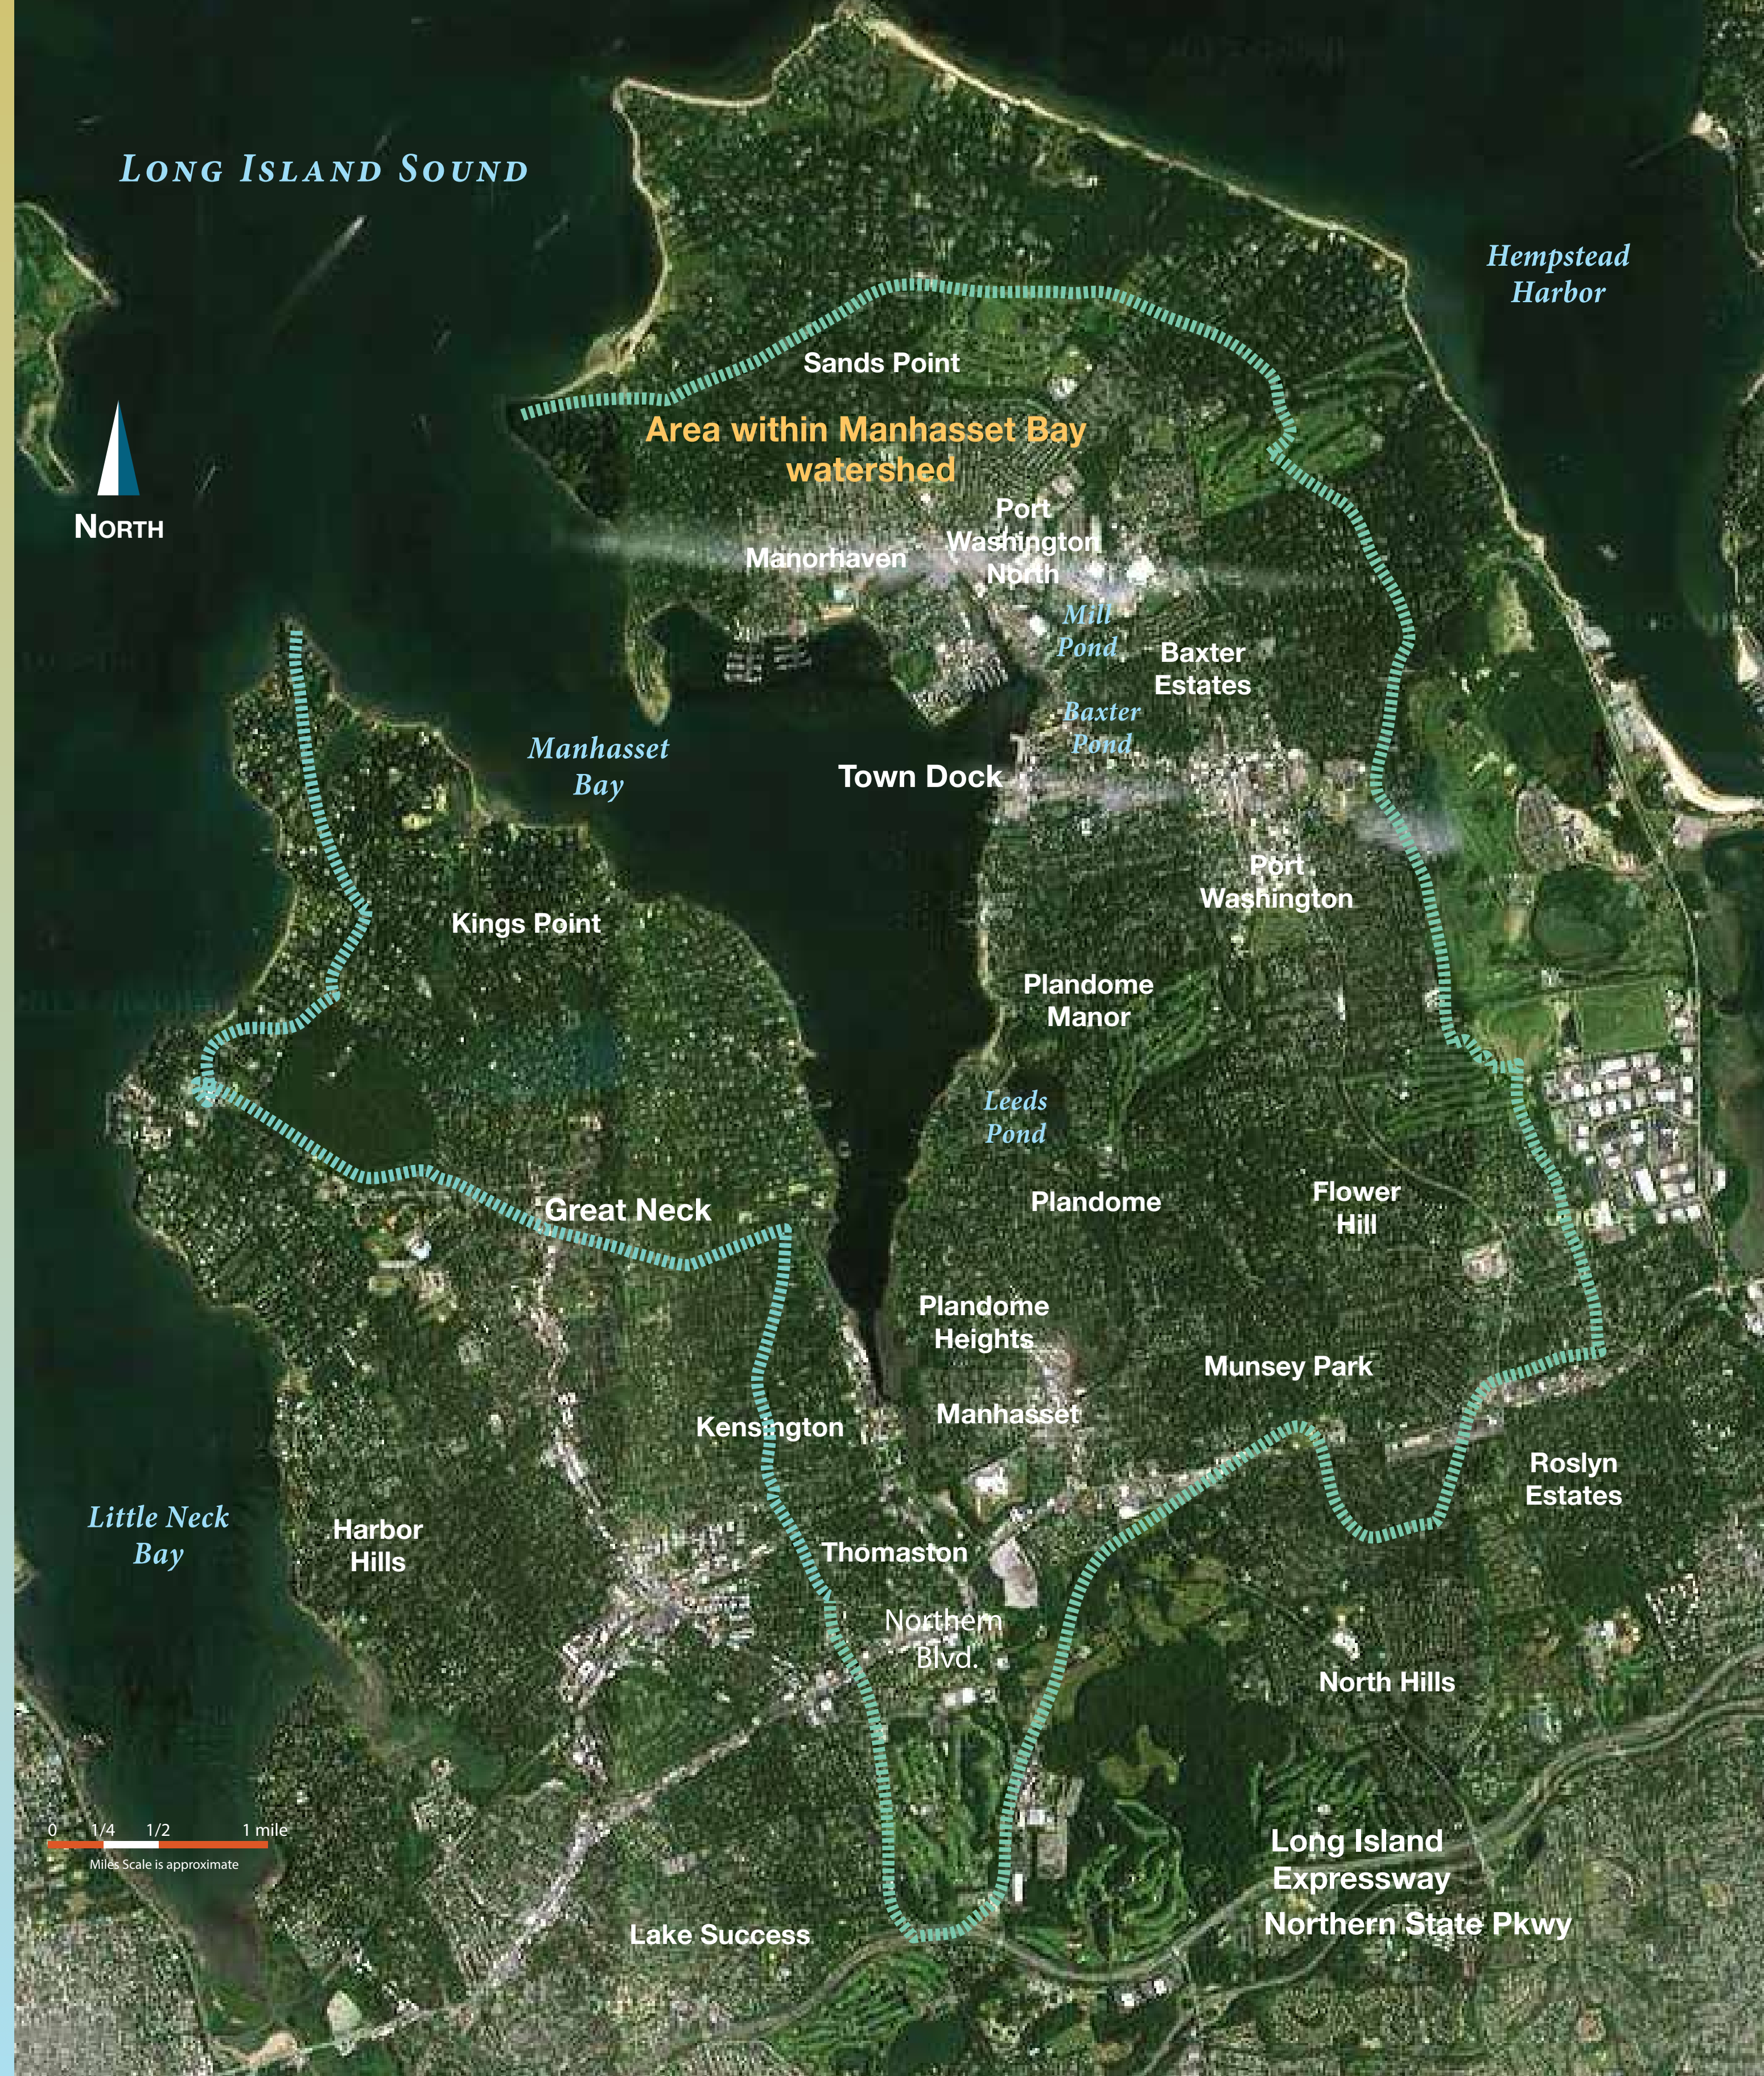 LONG ISLAND SOUND
Hempstead
Harbor
Sands Point
Area within Manhasset Bay
watershed
NORTH
Port
Washington
North
Manorhaven
Mill
Pond
Baxter
Estates
Baxter
Pond
Manhasset
Bay
Town Dock
Port
Washington
Kings Point
Plandome
Manor
Leeds
Pond
Great Neck
Plandome
Flower
Hill
Plandome
Heights
Munsey Park
Manhasset
Kensington
Roslyn
Estates
Little Neck
Bay
Harbor
Hills
Thomaston
Northern
Blvd.
North Hills
0 1/4 1/2 1 mile
Miles Scale is approximate
Long Island
Expressway
Northern State Pkwy
Lake Success